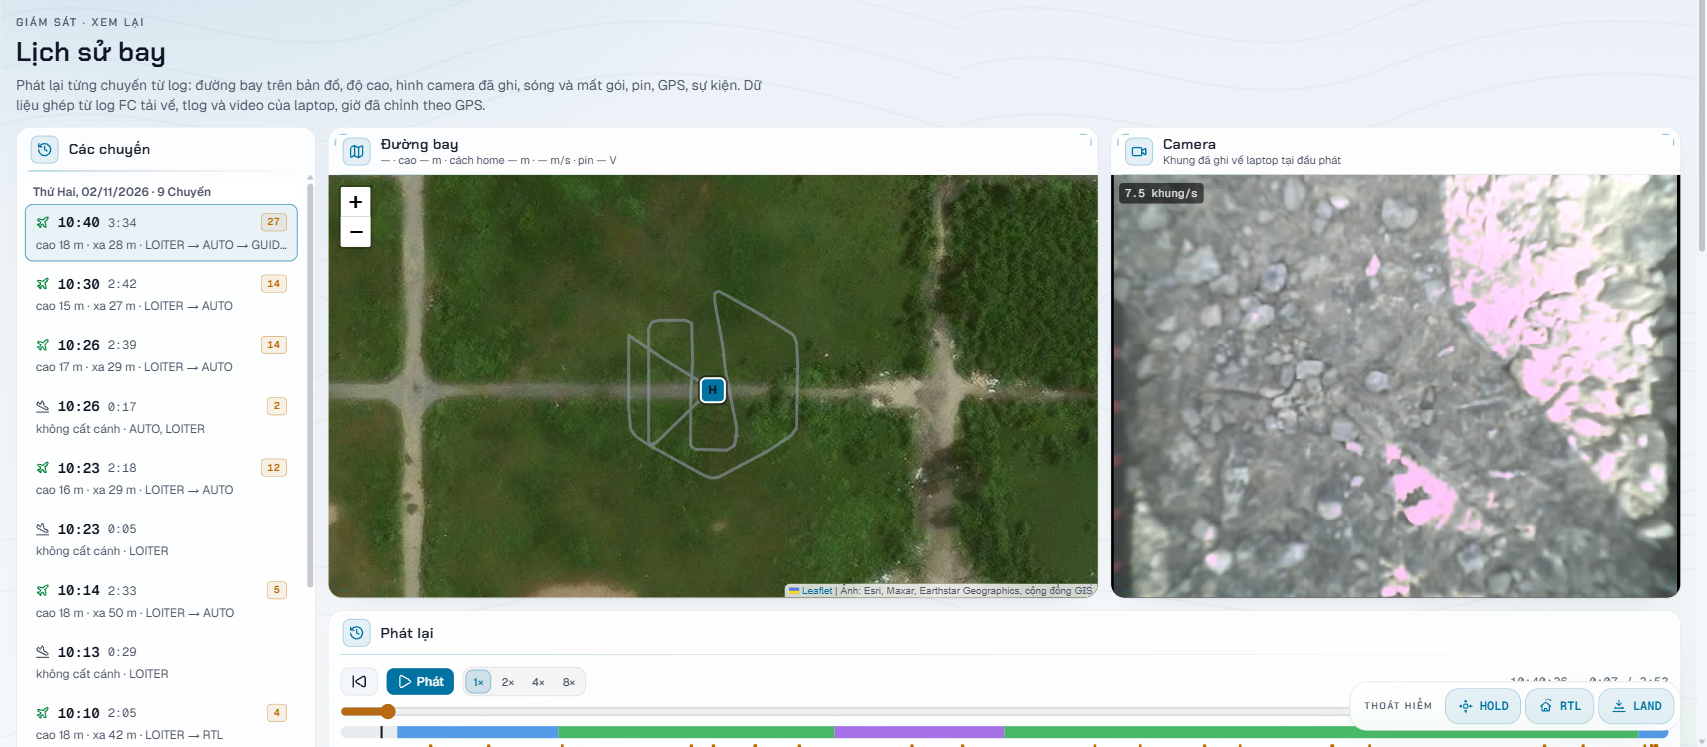 GIÁM SÁT · XEM LẠI
Lịch sử bay
Phát lại từng chuyến từ log: đường bay trên bản đồ, độ cao, hình camera đã ghi, sóng và mất gói, pin, GPS, sự kiện. Dữ
liệu ghép từ log FC tải về, tlog và video của laptop, giờ đã chỉnh theo GPS.
Các chuyến
Thứ Hai, 02/11/2026 · 9 Chuyến
10:40 3:34 27
cao 18 m · xa 28 m · LOITER → AUTO → GUID...
10:30 2:42 14
cao 15 m · xa 27 m · LOITER → AUTO
10:26 2:39 14
cao 17 m · xa 29 m · LOITER → AUTO
10:26 0:17 2
không cất cánh · AUTO, LOITER
10:23 2:18 12
cao 16 m · xa 29 m · LOITER → AUTO
10:23 0:05
không cất cánh · LOITER
10:14 2:33 5
cao 18 m · xa 50 m · LOITER → AUTO
10:13 0:29
không cất cánh · LOITER
10:10 2:05 4
cao 18 m · xa 42 m · LOITER → RTL
Đường bay
— · cao — m · cách home — m · — m/s · pin — V
+
−
H
Leaflet | Ảnh: Esri, Maxar, Earthstar Geographics, cộng đồng GIS
Camera
Khung đã ghi về laptop tại đầu phát
7.5 khung/s
Phát lại
Phát 1× 2× 4× 8×
THOÁT HIỂM HOLD RTL LAND